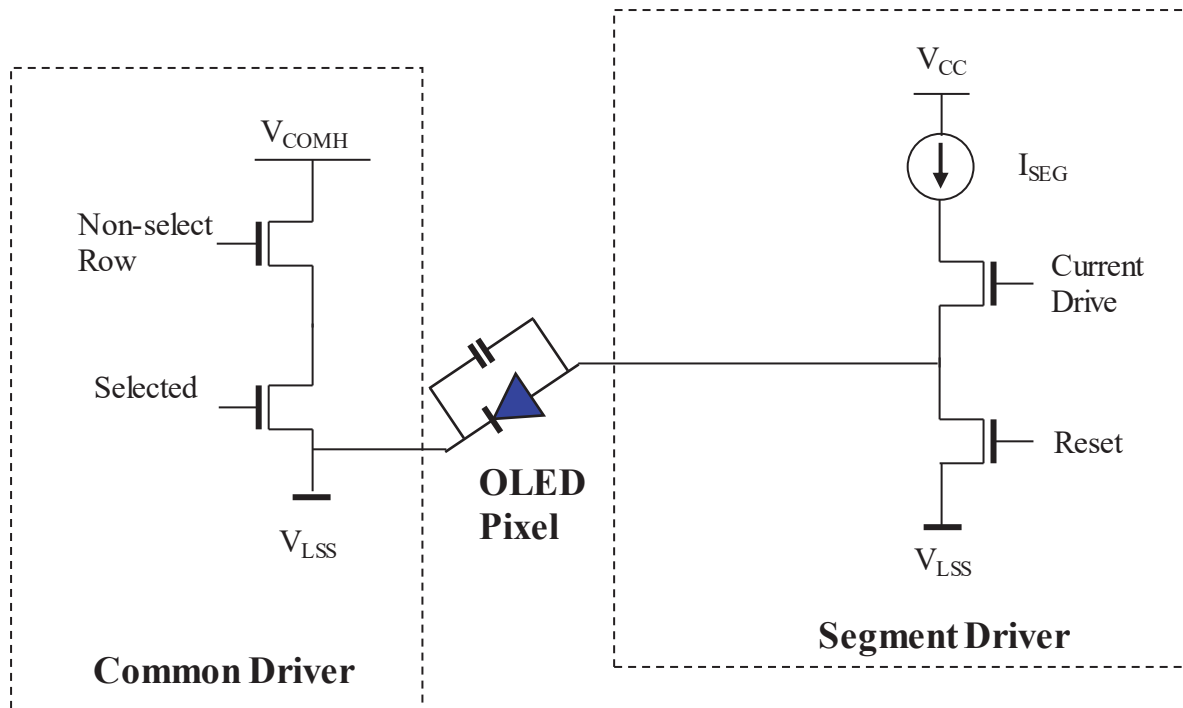 V_COMH
Non-select
Row
Selected
V_LSS
Common Driver
OLED
Pixel
V_CC
I_SEG
Current
Drive
Reset
V_LSS
Segment Driver